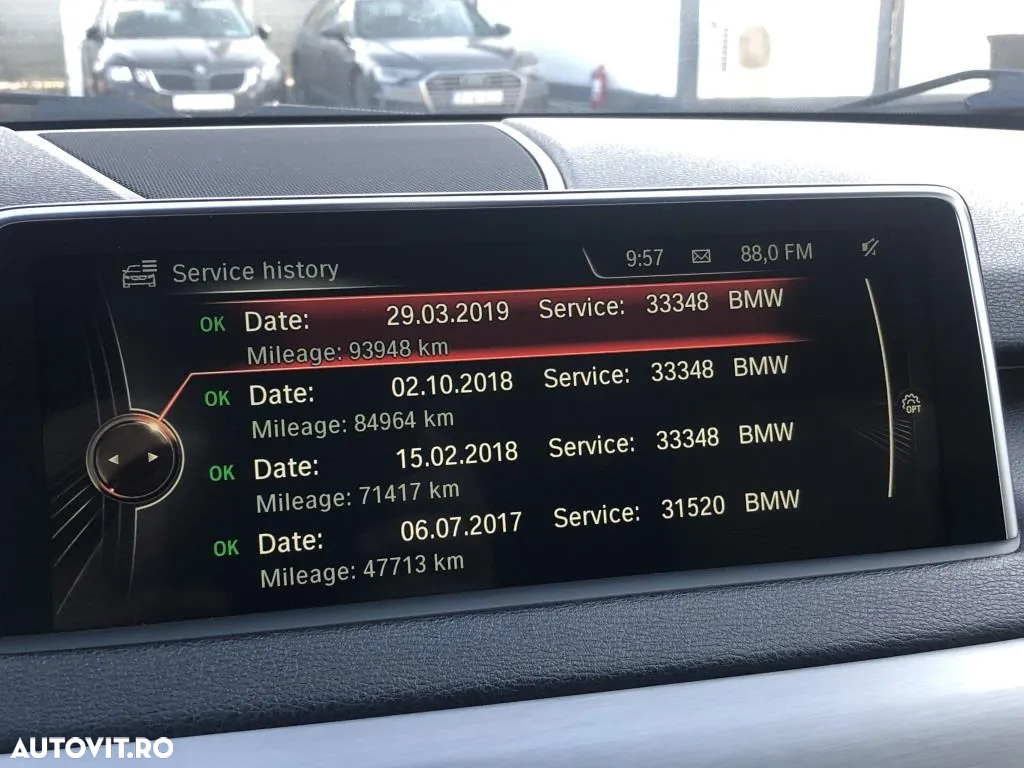 Service history
9:57 88,0 FM
OK Date: 29.03.2019 Service: 33348 BMW
Mileage: 93948 km
OK Date: 02.10.2018 Service: 33348 BMW
Mileage: 84964 km
OPT
OK Date: 15.02.2018 Service: 33348 BMW
Mileage: 71417 km
OK Date: 06.07.2017 Service: 31520 BMW
Mileage: 47713 km
AUTOVIT.RO